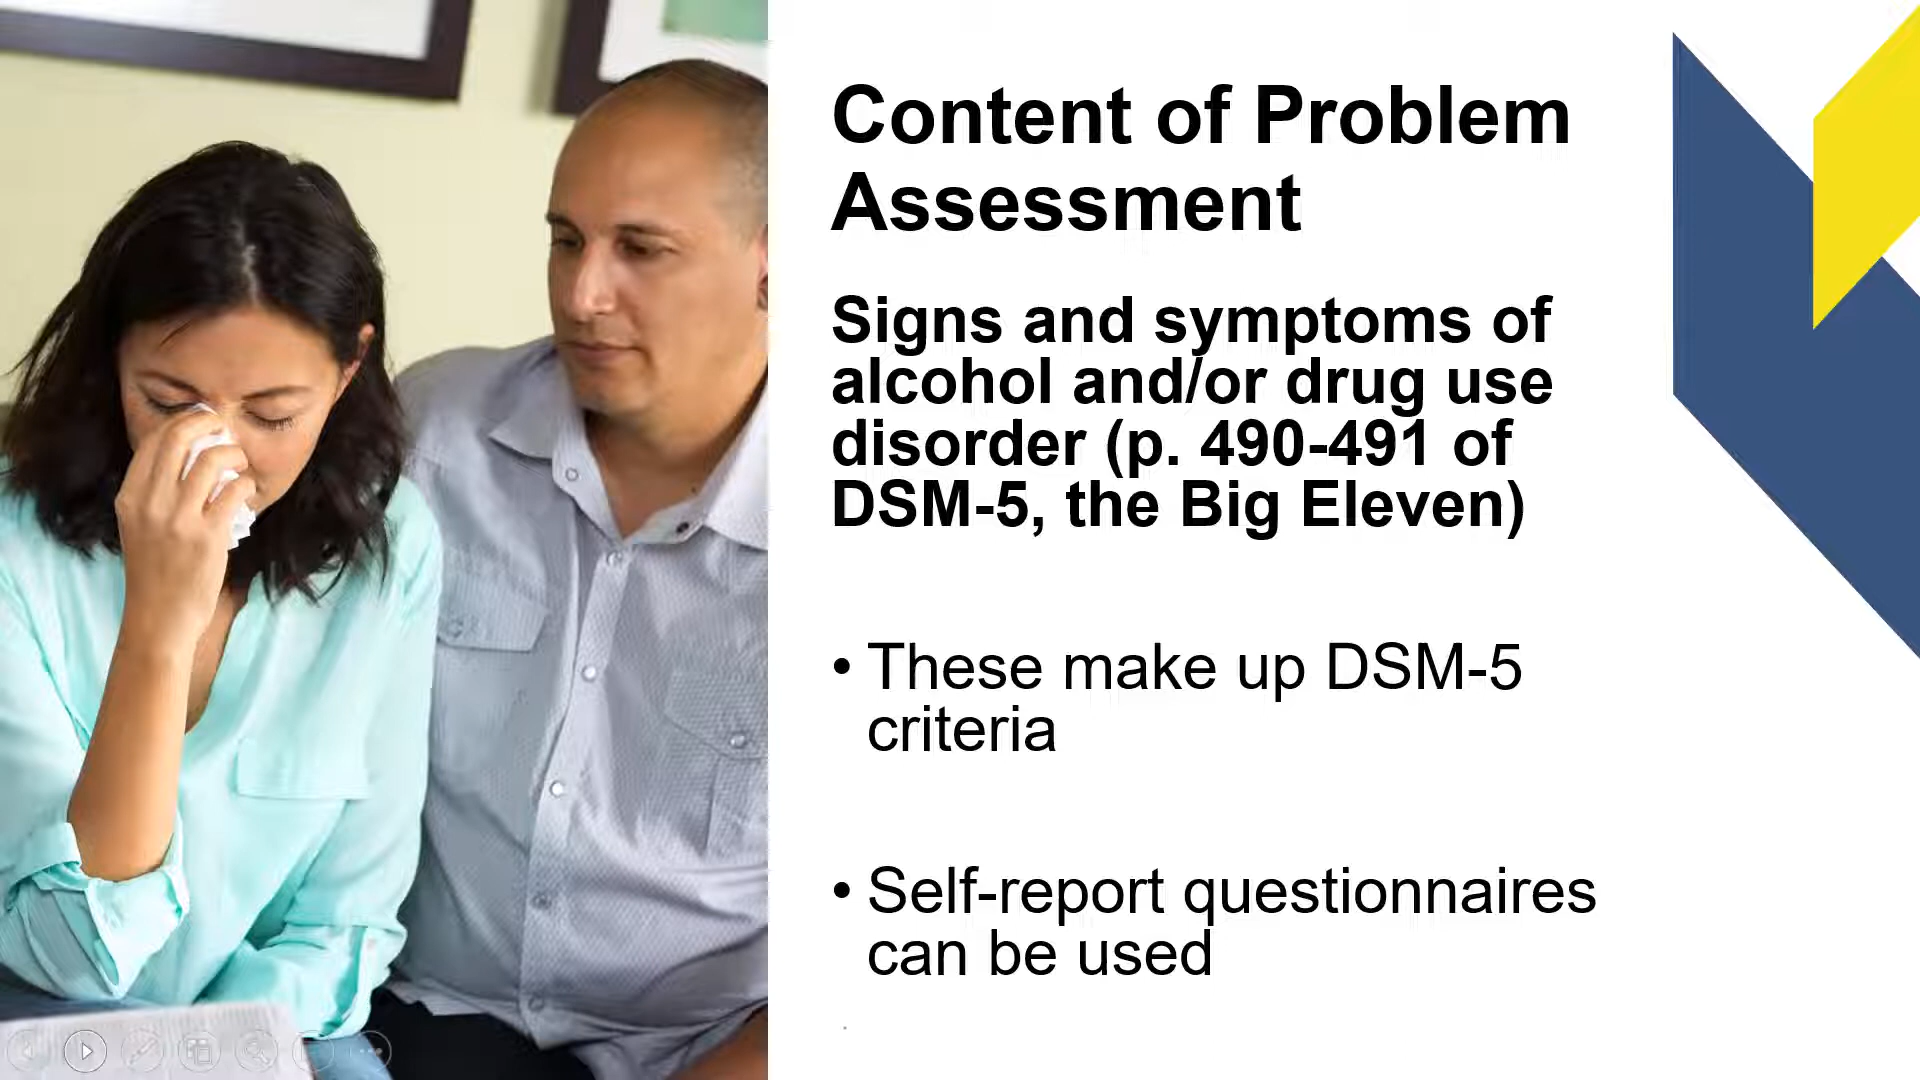 Content of Problem
Assessment
Signs and symptoms of
alcohol and/or drug use
disorder (p. 490-491 of
DSM-5, the Big Eleven)
• These make up DSM-5
criteria
• Self-report questionnaires
can be used